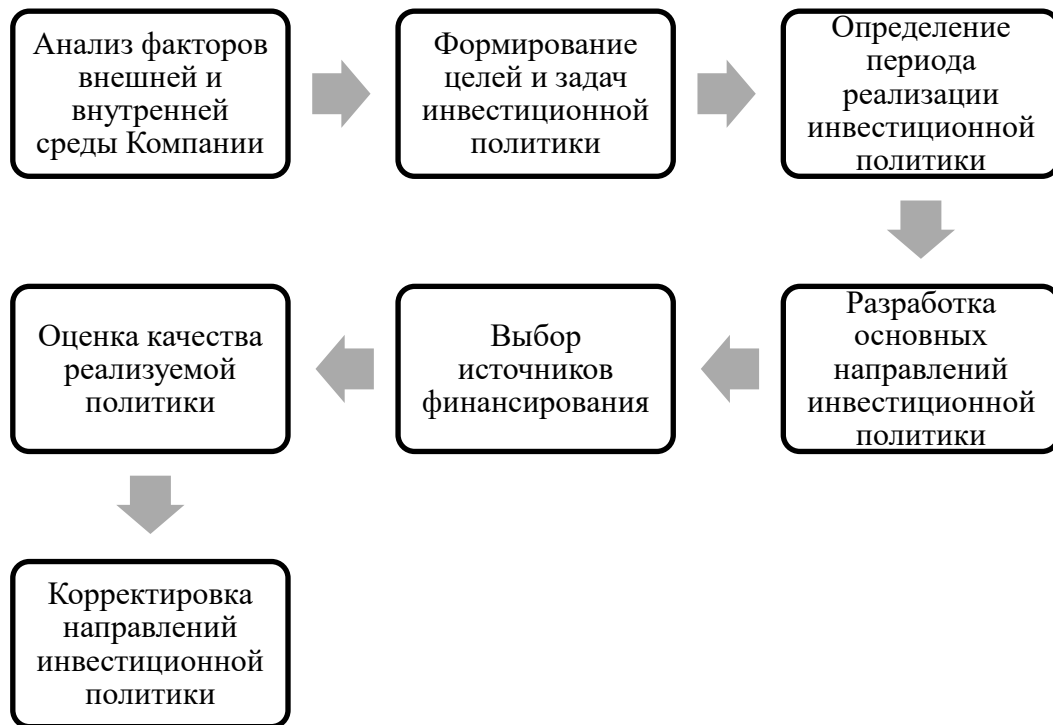 Анализ факторов
внешней и
внутренней
среды Компании
Формирование
целей и задач
инвестиционной
политики
Определение
периода
реализации
инвестиционной
политики
Разработка
основных
направлений
инвестиционной
политики
Выбор
источников
финансирования
Оценка качества
реализуемой
политики
Корректировка
направлений
инвестиционной
политики